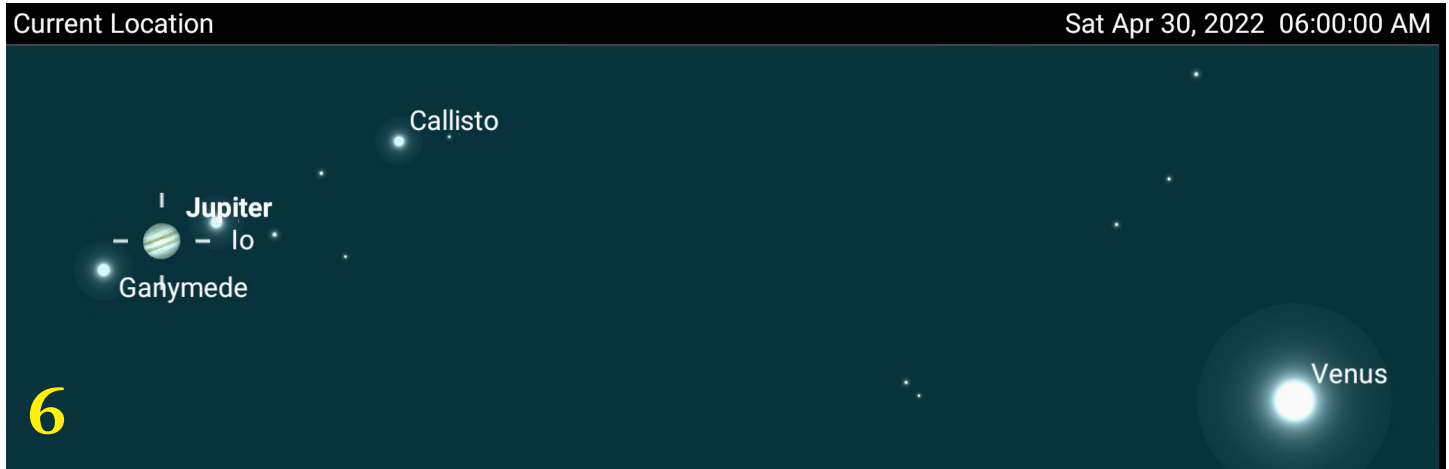 Current Location
Sat Apr 30, 2022 06:00:00 AM
Callisto
Jupiter
Io
Ganymede
Venus
6